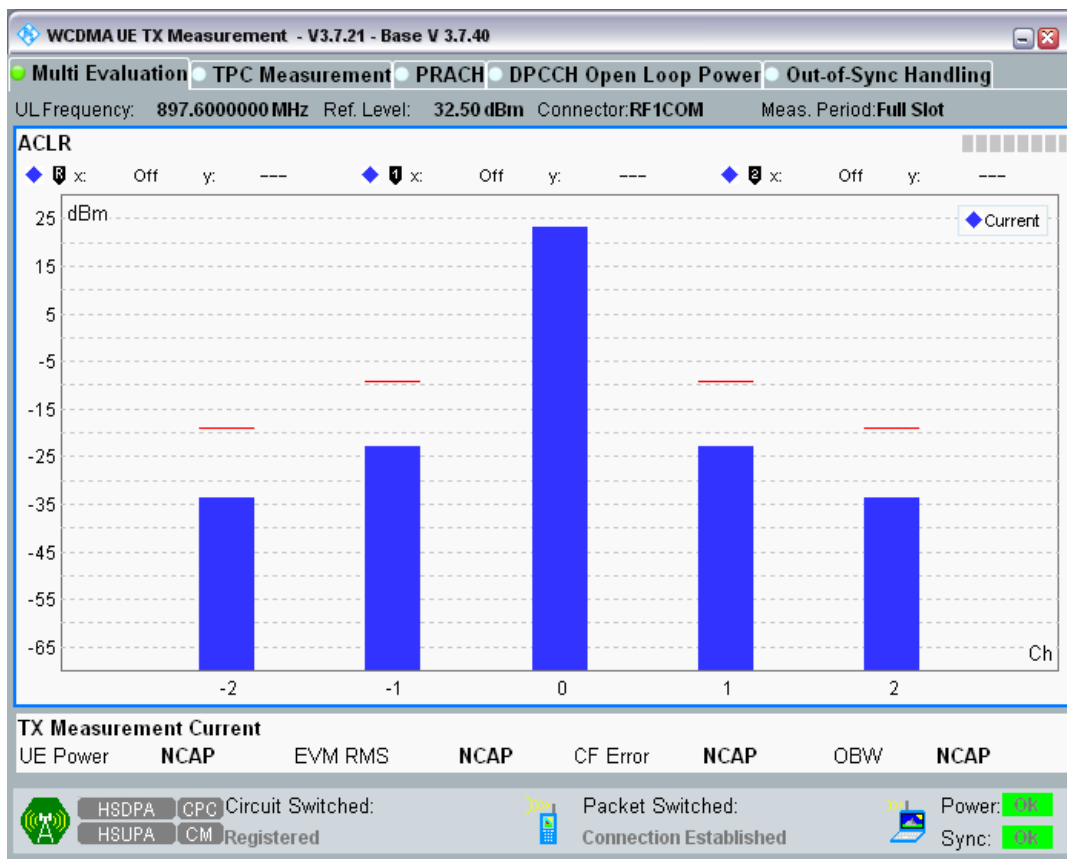 WCDMA UE TX Measurement - V3.7.21 - Base V 3.7.40
Multi Evaluation TPC Measurement PRACH DPCCH Open Loop Power Out-of-Sync Handling
UL Frequency: 897.6000000 MHz Ref. Level: 32.50 dBm Connector:RF1COM Meas. Period:Full Slot
ACLR
R x: Off y: --- 1 x: Off y: --- 2 x: Off y: ---
dBm
Current
25
15
5
-5
-15
-25
-35
-45
-55
-65
Ch
-2 -1 0 1 2
TX Measurement Current
UE Power NCAP EVM RMS NCAP CF Error NCAP OBW NCAP
HSDPA CPC Circuit Switched: Packet Switched: Power: OK
HSUPA CM Registered Connection Established Sync: OK